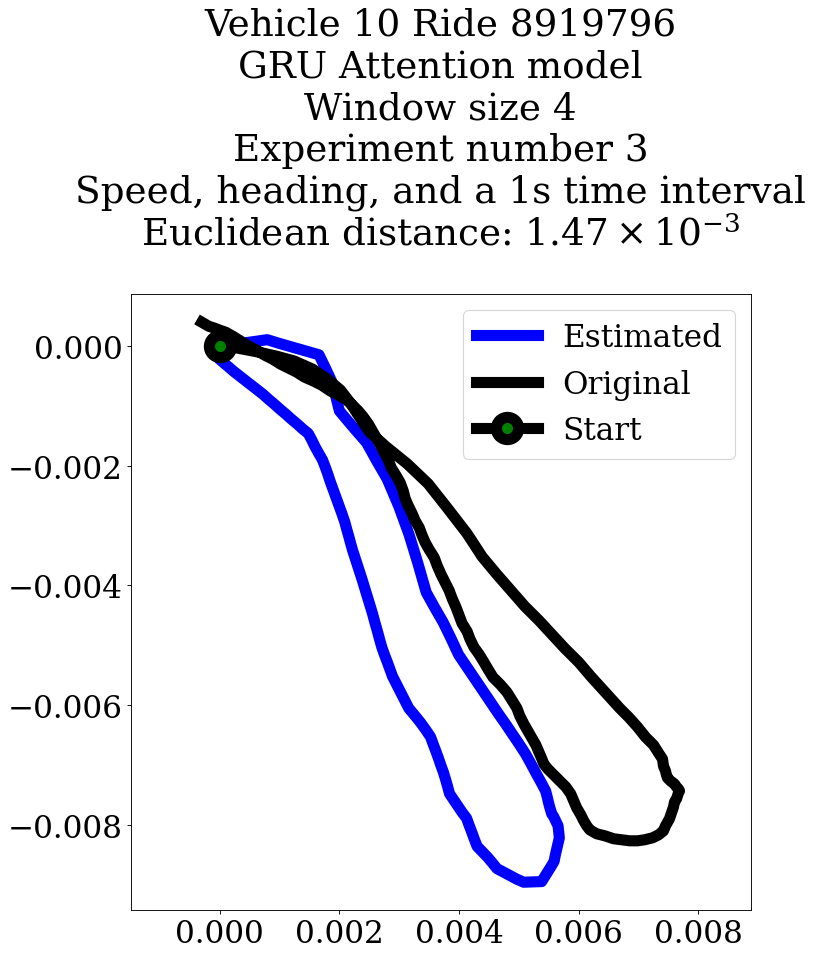 Vehicle 10 Ride 8919796
GRU Attention model
Window size 4
Experiment number 3
Speed, heading, and a 1s time interval
Euclidean distance: 1.47 × 10⁻³
Estimated
Original
Start
0.000
−0.002
−0.004
−0.006
−0.008
0.000 0.002 0.004 0.006 0.008